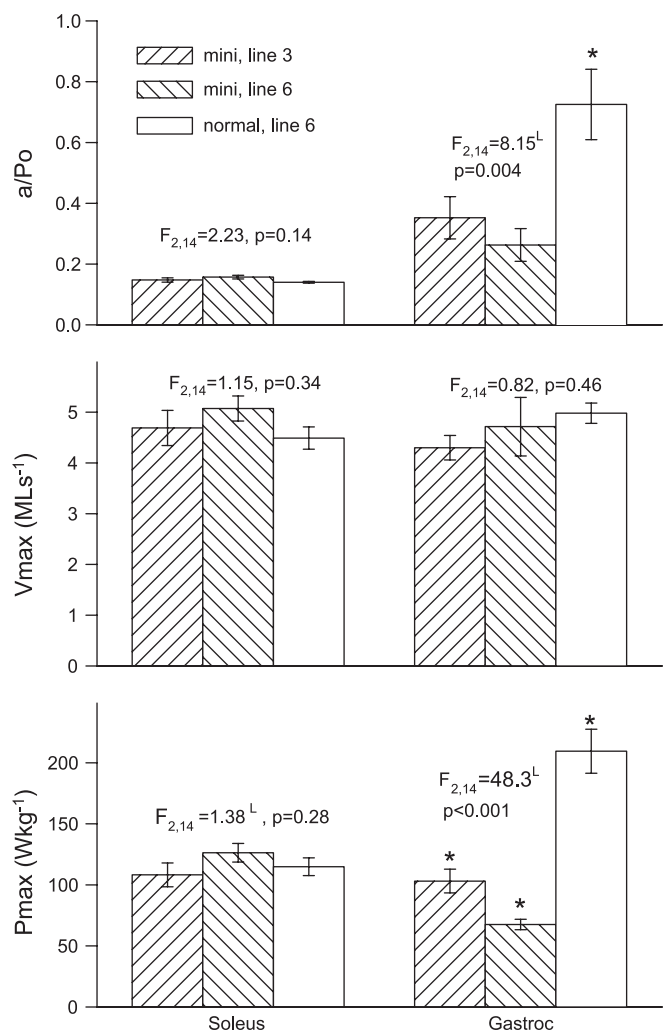 1.0
0.8
0.6
0.4
0.2
0.0
a/Po
mini, line 3
mini, line 6
normal, line 6
*
F2,14=8.15L
p=0.004
F2,14=2.23, p=0.14
5
4
3
2
1
0
Vmax (MLs-1)
F2,14=1.15, p=0.34
F2,14=0.82, p=0.46
200
150
100
50
0
Pmax (Wkg-1)
*
F2,14=48.3L
p<0.001
F2,14=1.38 L , p=0.28
*
*
Soleus
Gastroc